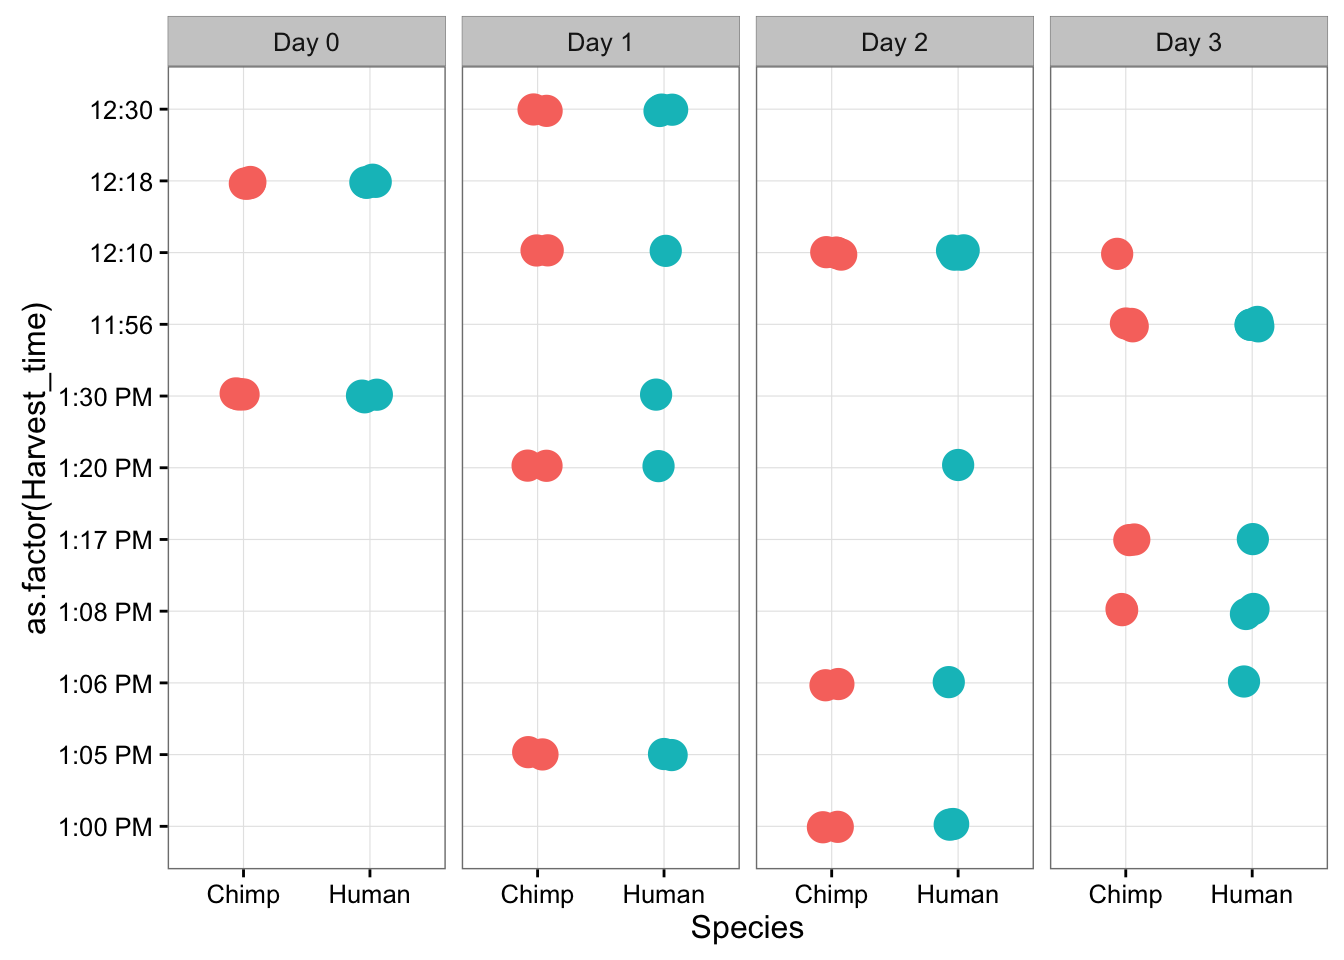 Day 0
Day 1
Day 2
Day 3
as.factor(Harvest_time)
12:30
12:18
12:10
11:56
1:30 PM
1:20 PM
1:17 PM
1:08 PM
1:06 PM
1:05 PM
1:00 PM
Chimp
Human
Chimp
Human
Chimp
Human
Chimp
Human
Species